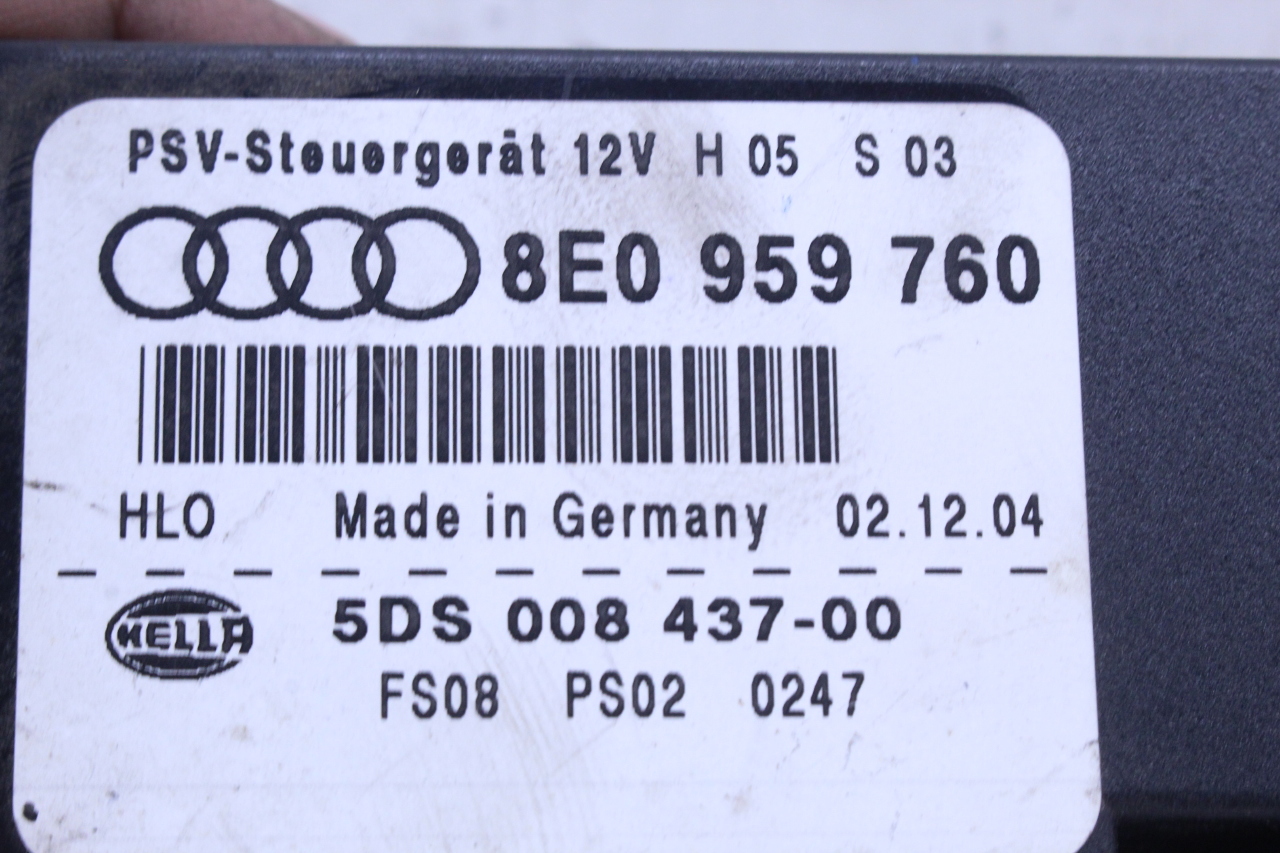 PSV-Steuergerät 12V H 05 S 03
8E0 959 760
HLO Made in Germany 02.12.04
HELLA 5DS 008 437-00
FS08 PS02 0247